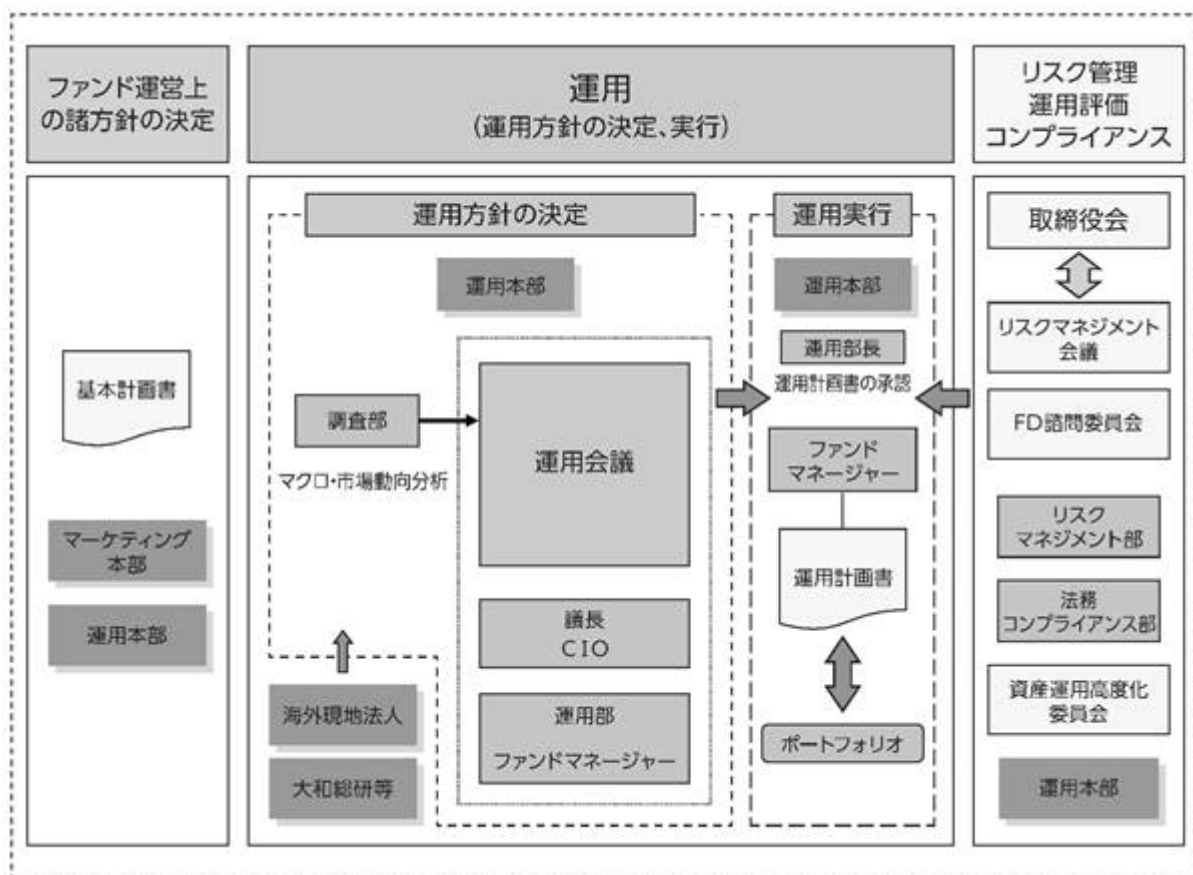 ファンド運営上
の諸方針の決定
運用
(運用方針の決定、実行)
リスク管理
運用評価
コンプライアンス
基本計画書
マーケティング
本部
運用本部
運用方針の決定
運用本部
調査部
マクロ・市場動向分析
運用会議
議長
CIO
運用部
ファンドマネージャー
海外現地法人
大和総研等
運用実行
運用本部
運用部長
運用計画書の承認
ファンド
マネージャー
運用計画書
ポートフォリオ
取締役会
リスクマネジメント
会議
FD諮問委員会
リスク
マネジメント部
法務
コンプライアンス部
資産運用高度化
委員会
運用本部